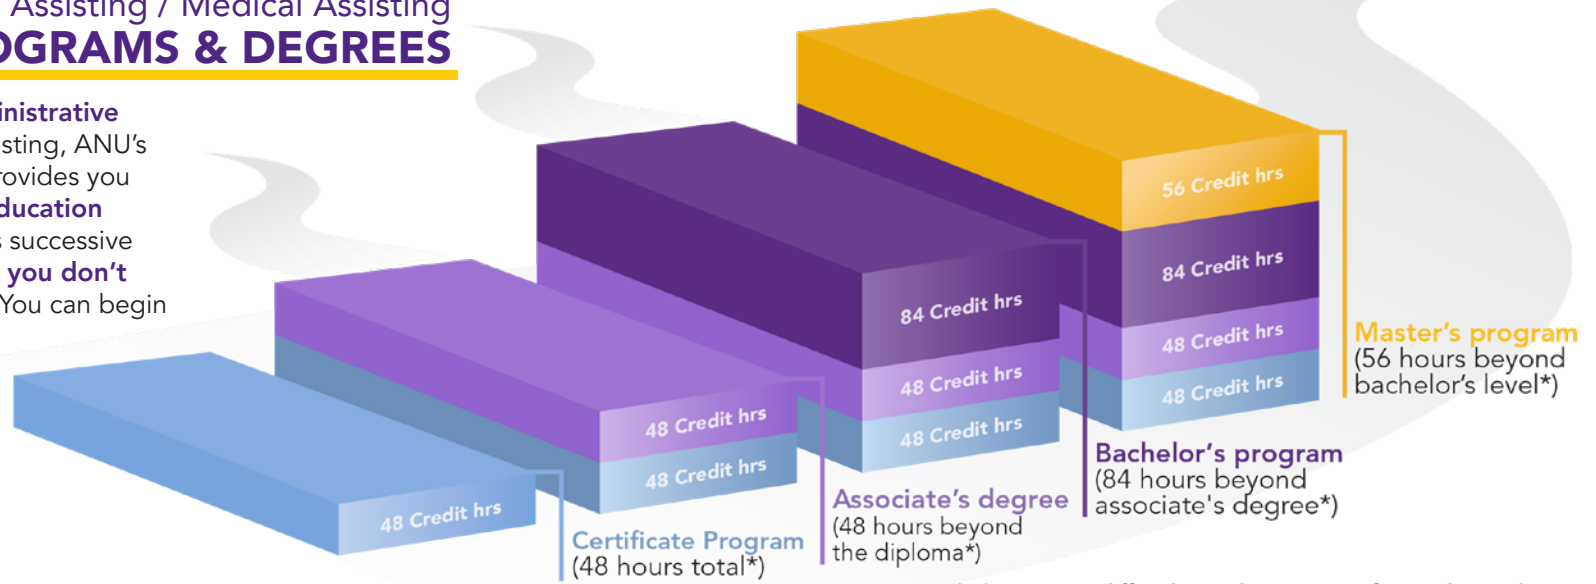 Assisting / Medical Assisting
OGRAMS & DEGREES
inistrative
sting, ANU's
rovides you
ducation
s successive
you don't
You can begin
56 Credit hrs
84 Credit hrs
48 Credit hrs
48 Credit hrs
84 Credit hrs
48 Credit hrs
48 Credit hrs
48 Credit hrs
48 Credit hrs
48 Credit hrs
Master's program
(56 hours beyond
bachelor's level*)
Bachelor's program
(84 hours beyond
associate's degree*)
Associate's degree
(48 hours beyond
the diploma*)
Certificate Program
(48 hours total*)